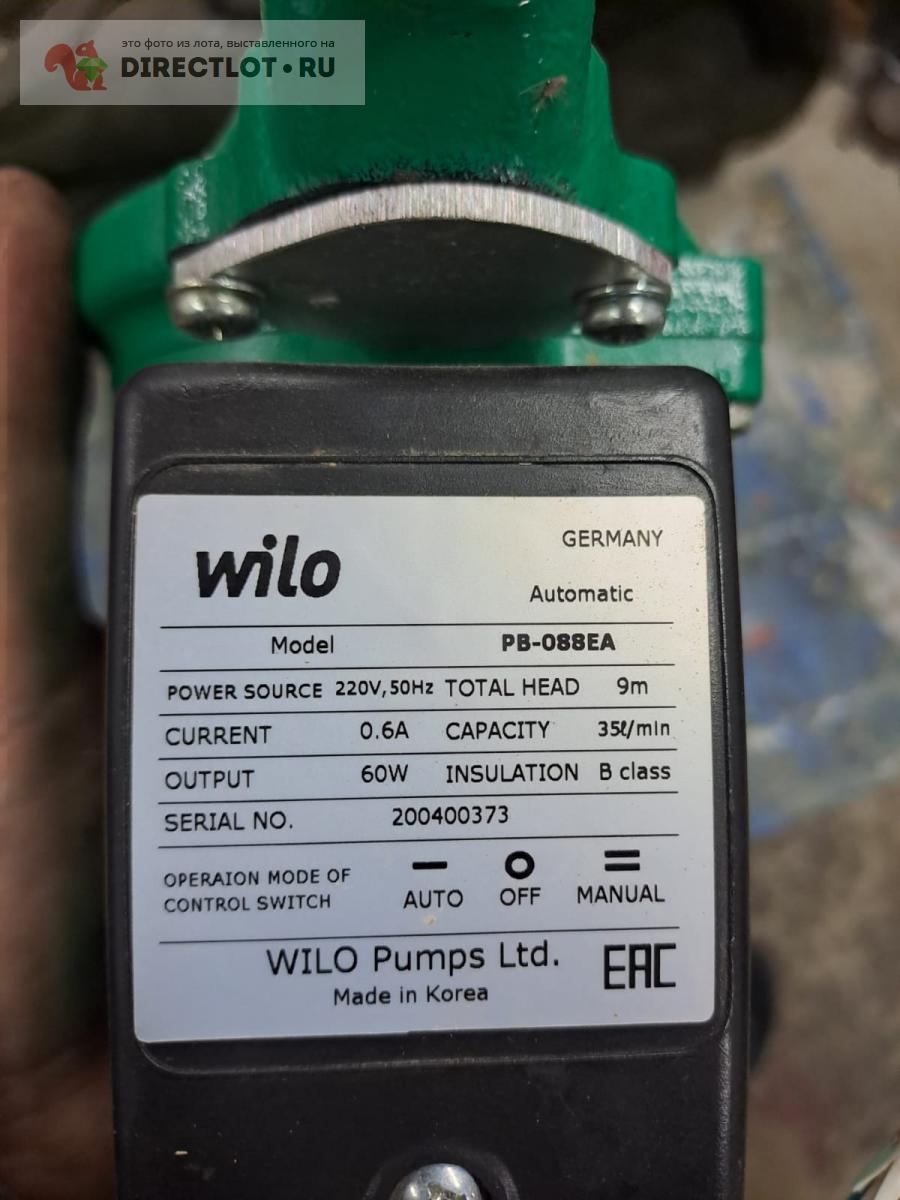 это фото из лота, выставленного на
DIRECTLOT•RU
wilo
GERMANY
Automatic
Model PB-088EA
POWER SOURCE 220V,50Hz TOTAL HEAD 9m
CURRENT 0.6A CAPACITY 35ℓ/min
OUTPUT 60W INSULATION B class
SERIAL NO. 200400373
OPERAION MODE OF
CONTROL SWITCH
AUTO OFF MANUAL
WILO Pumps Ltd.
Made in Korea
EAC